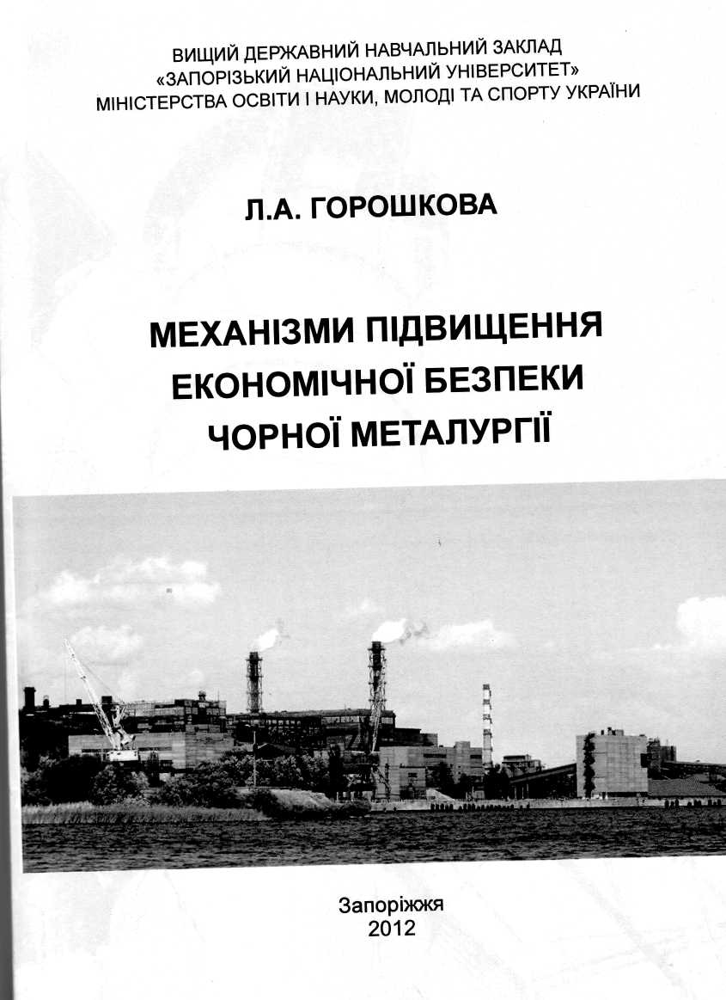 ВИЩИЙ ДЕРЖАВНИЙ НАВЧАЛЬНИЙ ЗАКЛАД
«ЗАПОРІЗЬКИЙ НАЦІОНАЛЬНИЙ УНІВЕРСИТЕТ»
МІНІСТЕРСТВА ОСВІТИ І НАУКИ, МОЛОДІ ТА СПОРТУ УКРАЇНИ
Л.А. ГОРОШКОВА
МЕХАНІЗМИ ПІДВИЩЕННЯ
ЕКОНОМІЧНОЇ БЕЗПЕКИ
ЧОРНОЇ МЕТАЛУРГІЇ
Запоріжжя
2012